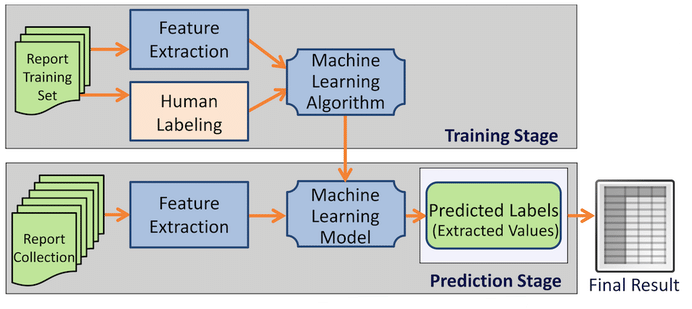 Report
Training
Set
Feature
Extraction
Human
Labeling
Machine
Learning
Algorithm
Training Stage
Report
Collection
Feature
Extraction
Machine
Learning
Model
Predicted Labels
(Extracted Values)
Prediction Stage
Final Result